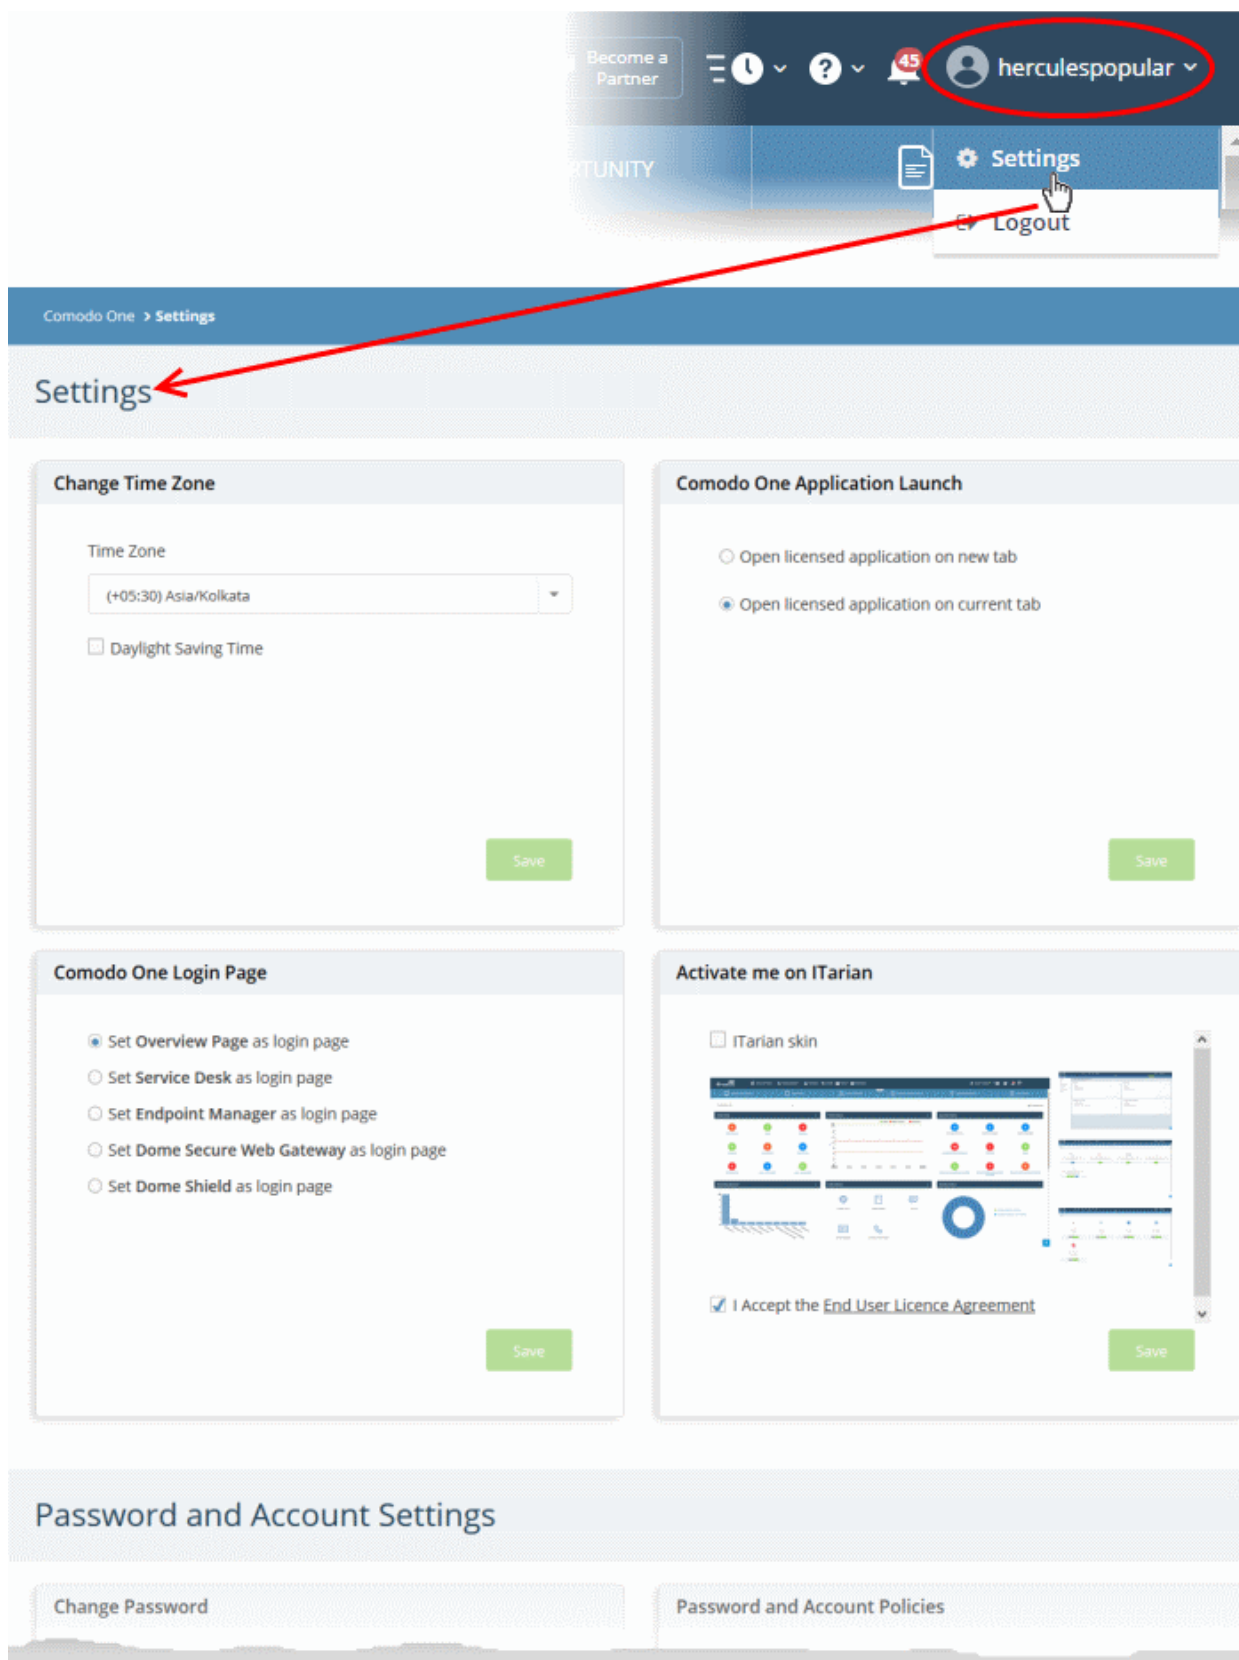 Become a
Partner
45
herculespopular
RTUNITY
Settings
Logout
Comodo One > Settings
Settings
Change Time Zone
Time Zone
(+05:30) Asia/Kolkata
Daylight Saving Time
Save
Comodo One Application Launch
Open licensed application on new tab
Open licensed application on current tab
Save
Comodo One Login Page
Set Overview Page as login page
Set Service Desk as login page
Set Endpoint Manager as login page
Set Dome Secure Web Gateway as login page
Set Dome Shield as login page
Save
Activate me on ITarian
ITarian skin
I Accept the End User Licence Agreement
Save
Password and Account Settings
Change Password
Password and Account Policies